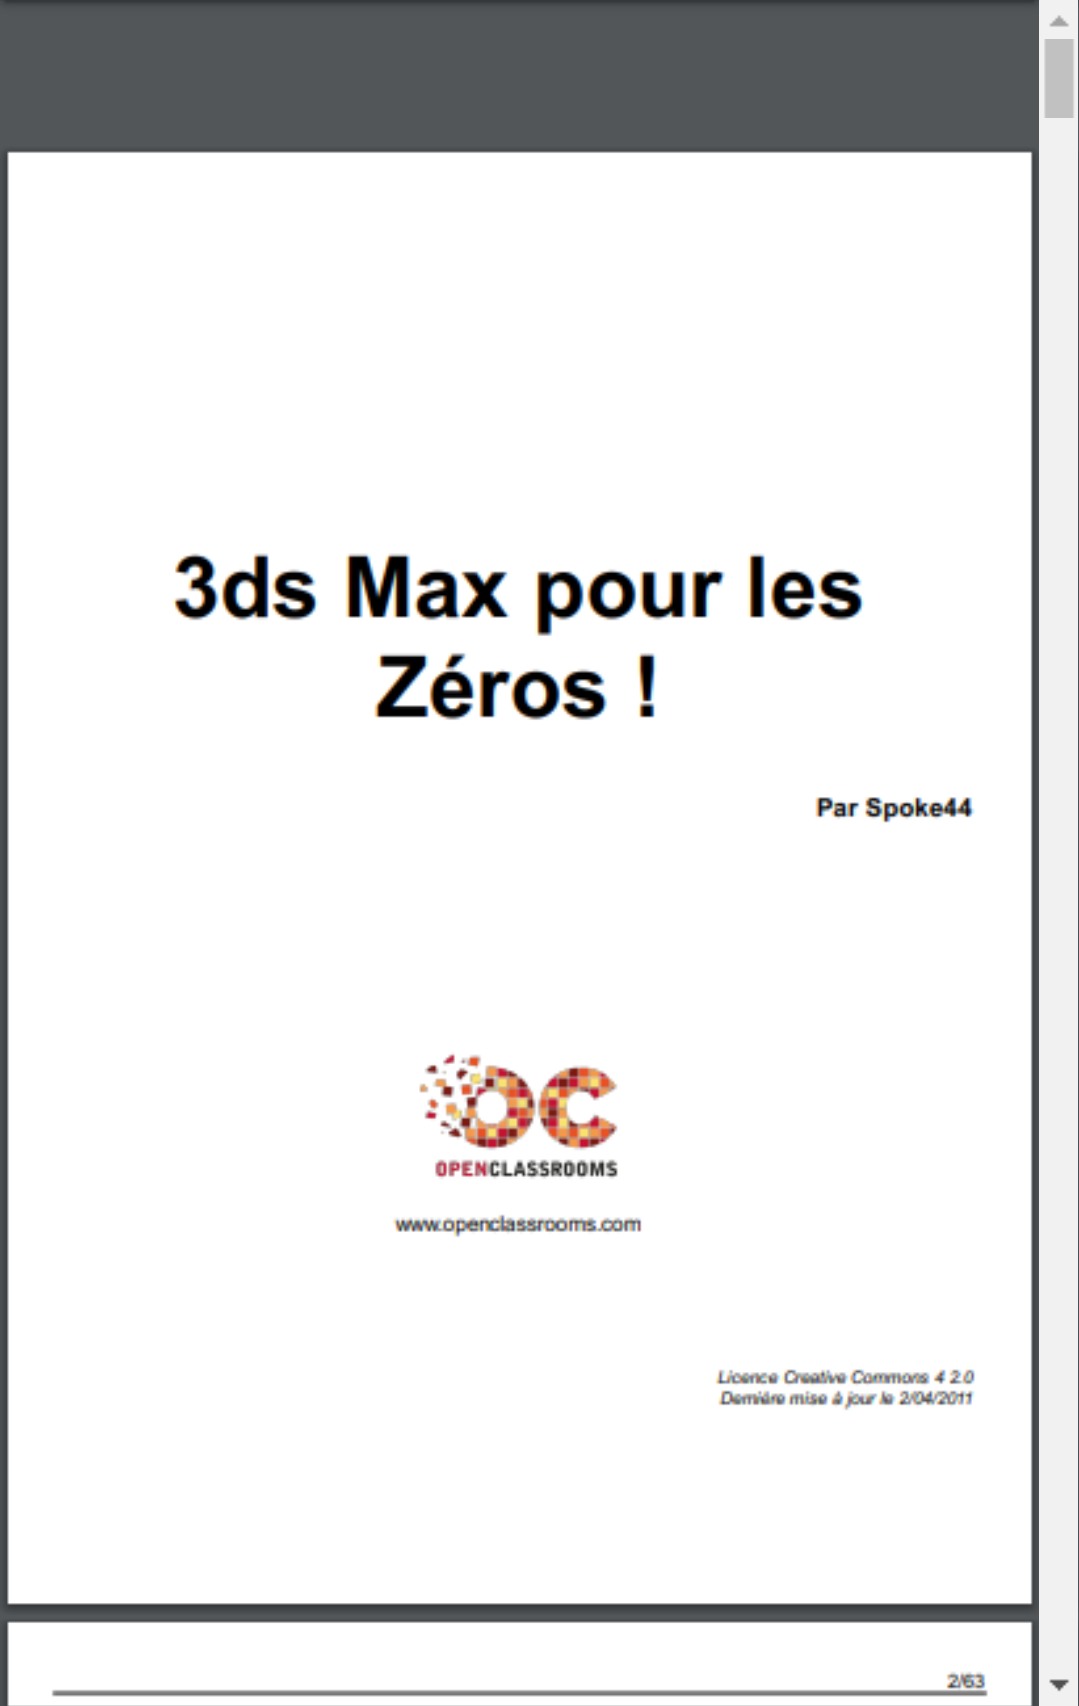 3ds Max pour les
Zéros !
Par Spoke44
OC
OPENCLASSROOMS
www.openclassrooms.com
Licence Creative Commons 4 2.0
Dernière mise à jour le 2/04/2011
2/63